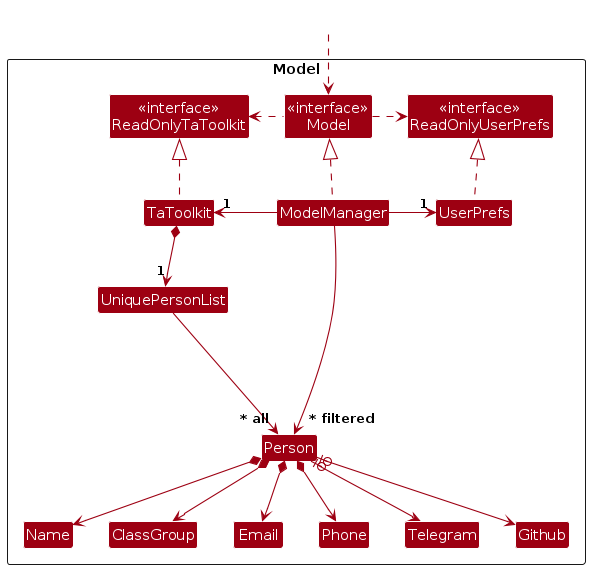 Model
«interface»
ReadOnlyTaToolkit
«interface»
Model
«interface»
ReadOnlyUserPrefs
TaToolkit
1
ModelManager
1
UserPrefs
1
UniquePersonList
* all
* filtered
Person
Name
ClassGroup
Email
Phone
Telegram
Github